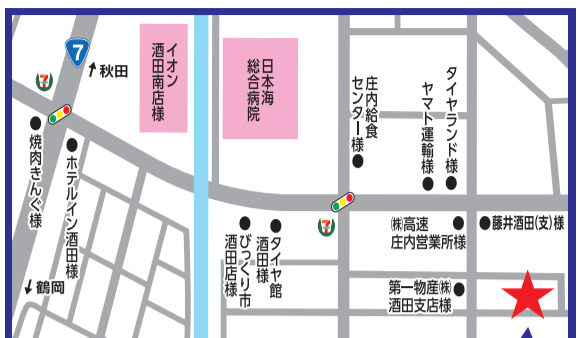 7
秋田
イオン
酒田南店様
日本海
総合病院
庄内給食
センター様
タイヤランド様
ヤマト運輸様
7
焼肉きんぐ様
ホテルイン酒田様
鶴岡
タイヤ館
酒田様
びっくり市
酒田店様
7
㈱高速
庄内営業所様
藤井酒田(支)様
第一物産㈱
酒田支店様